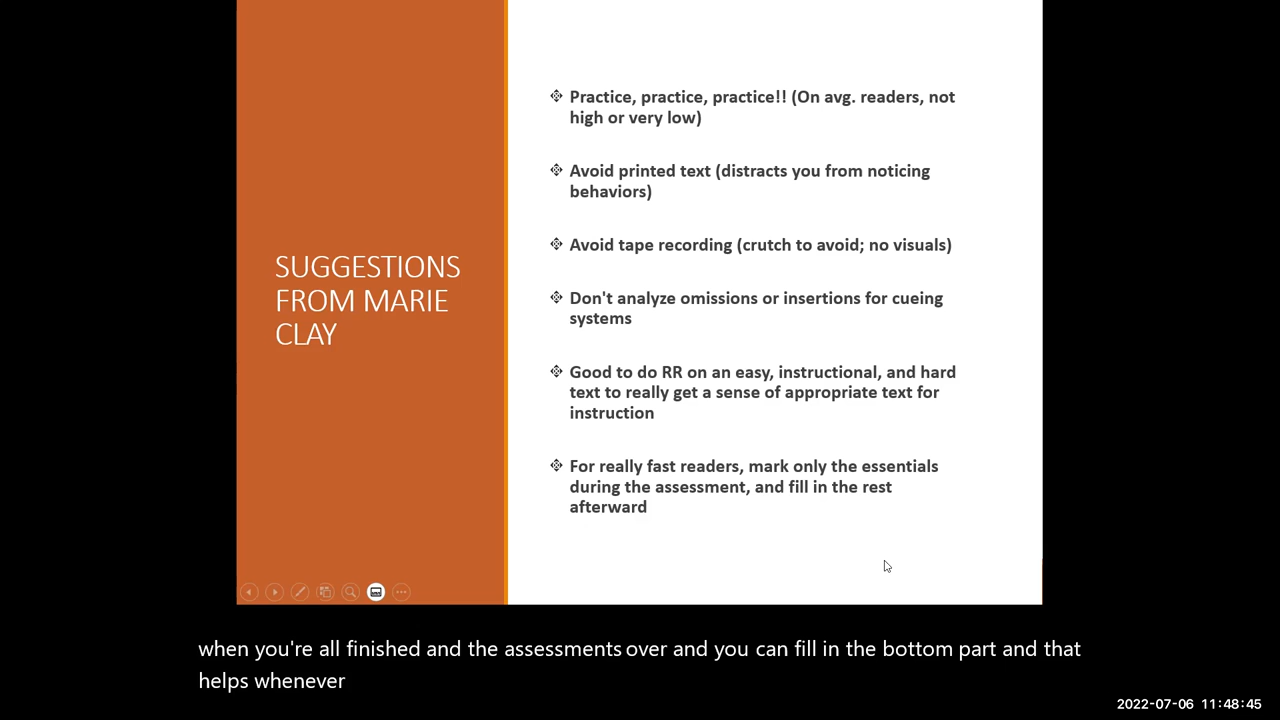 SUGGESTIONS
FROM MARIE
CLAY
Practice, practice, practice!! (On avg. readers, not
high or very low)
Avoid printed text (distracts you from noticing
behaviors)
Avoid tape recording (crutch to avoid; no visuals)
Don't analyze omissions or insertions for cueing
systems
Good to do RR on an easy, instructional, and hard
text to really get a sense of appropriate text for
instruction
For really fast readers, mark only the essentials
during the assessment, and fill in the rest
afterward
when you're all finished and the assessments over and you can fill in the bottom part and that
helps whenever
2022-07-06 11:48:45